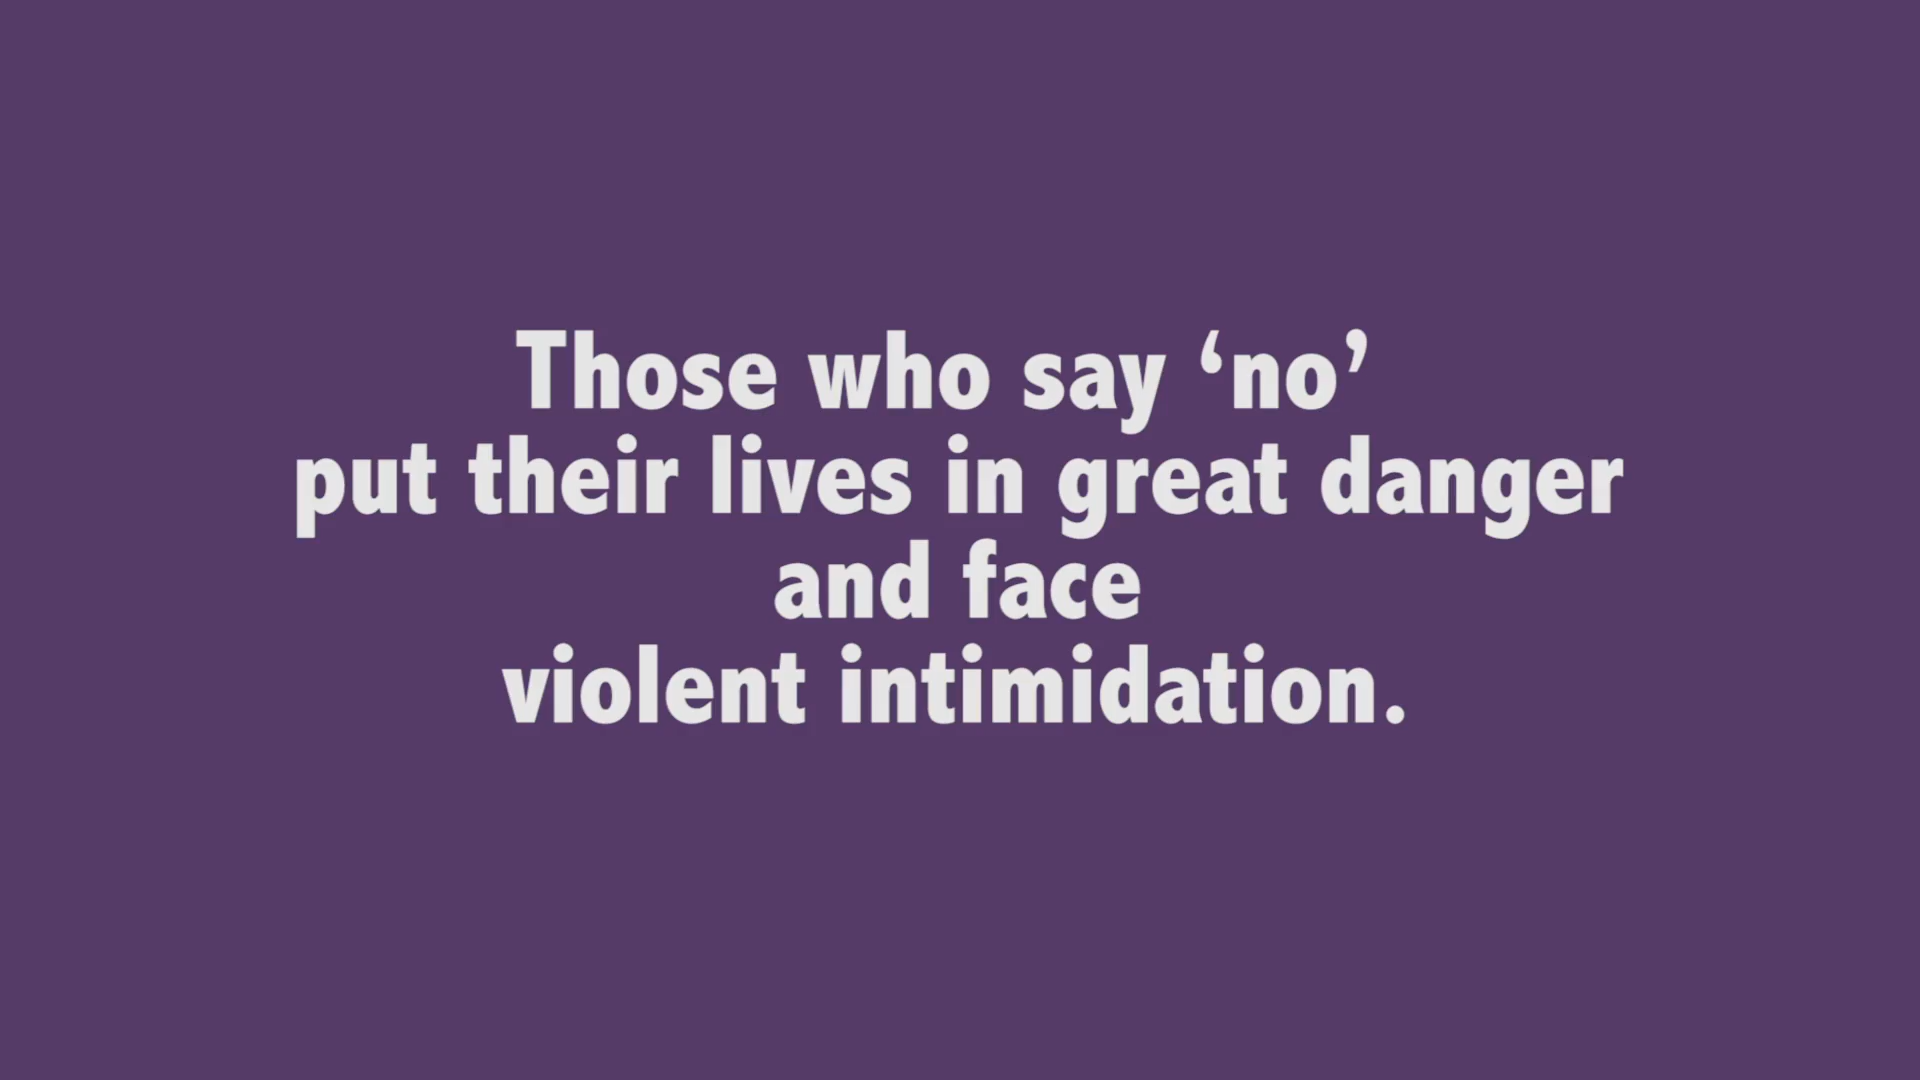 Those who say ‘no’
put their lives in great danger
and face
violent intimidation.